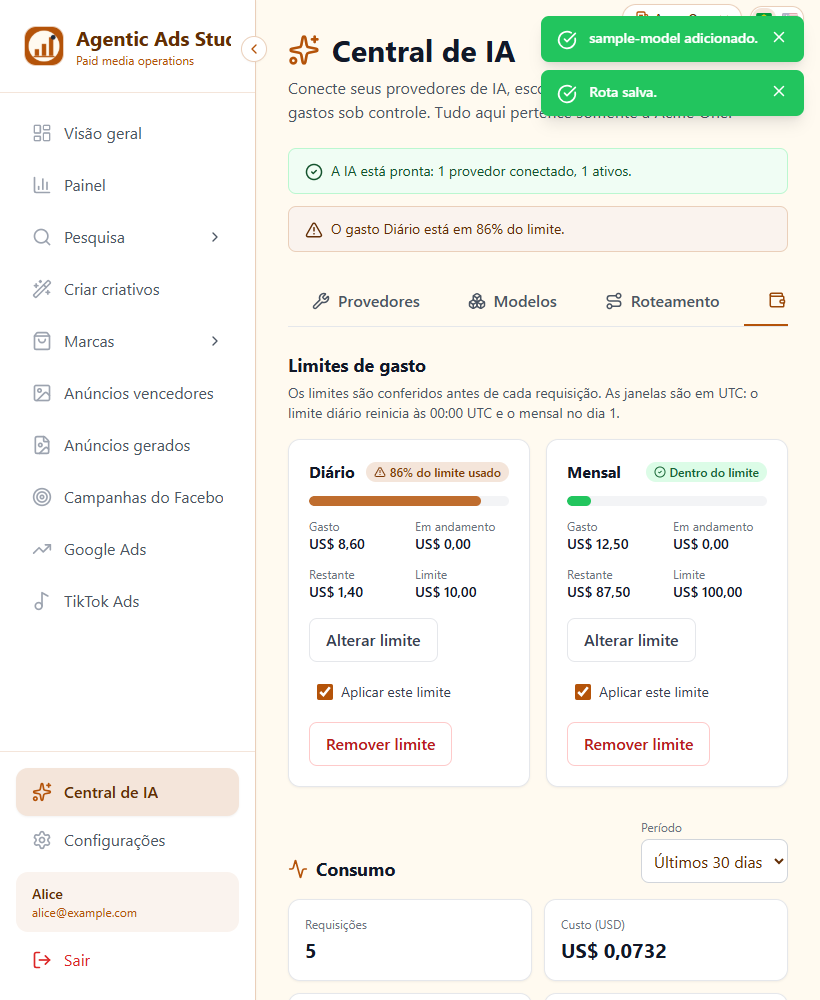 Agentic Ads Stu
Paid media operations
Visão geral
Painel
Pesquisa
Criar criativos
Marcas
Anúncios vencedores
Anúncios gerados
Campanhas do Facebo
Google Ads
TikTok Ads
Central de IA
Configurações
Alice
alice@example.com
Sair
sample-model adicionado.
Rota salva.
Central de IA
Conecte seus provedores de IA,
gastos sob controle. Tudo aqui
A IA está pronta: 1 provedor conectado, 1 ativos.
O gasto Diário está em 86% do limite.
Provedores
Modelos
Roteamento
Limites de gasto
Os limites são conferidos antes de cada requisição. As janelas são em UTC: o
limite diário reinicia às 00:00 UTC e o mensal no dia 1.
Diário
86% do limite usado
Gasto
US$ 8,60
Em andamento
US$ 0,00
Restante
US$ 1,40
Limite
US$ 10,00
Alterar limite
Aplicar este limite
Remover limite
Mensal
Dentro do limite
Gasto
US$ 12,50
Em andamento
US$ 0,00
Restante
US$ 87,50
Limite
US$ 100,00
Alterar limite
Aplicar este limite
Remover limite
Consumo
Período
Últimos 30 dias
Requisições
5
Custo (USD)
US$ 0,0732